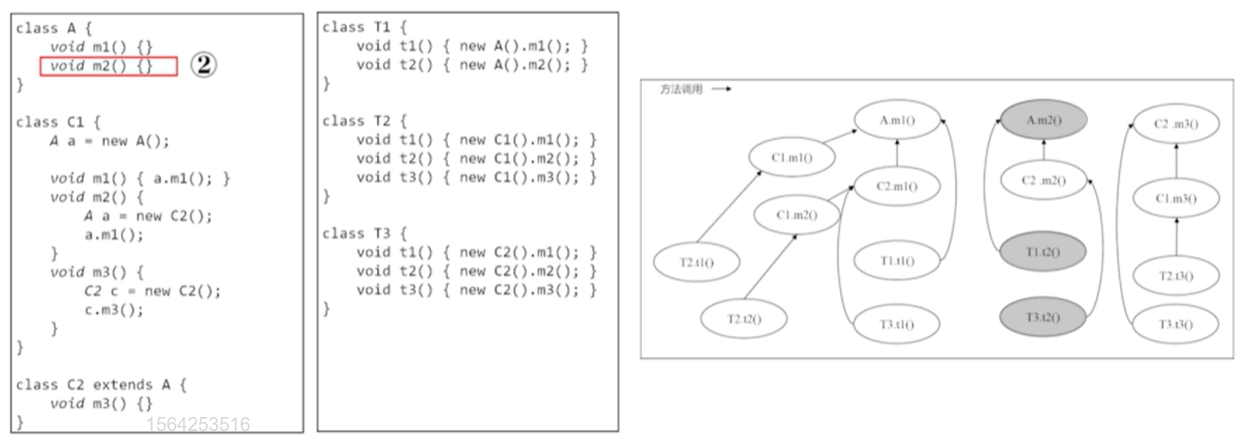 class A {
void m1() {}
void m2() {}
②
}
class C1 {
A a = new A();
void m1() { a.m1(); }
void m2() {
A a = new C2();
a.m1();
}
void m3() {
C2 c = new C2();
c.m3();
}
}
class C2 extends A {
void m3() {}
}
1564253516
class T1 {
void t1() { new A().m1(); }
void t2() { new A().m2(); }
}
class T2 {
void t1() { new C1().m1(); }
void t2() { new C1().m2(); }
void t3() { new C1().m3(); }
}
class T3 {
void t1() { new C2().m1(); }
void t2() { new C2().m2(); }
void t3() { new C2().m3(); }
}
方法调用
A.m1()
A.m2()
C2 .m3()
C1.m1()
C2.m1()
C2 .m2()
C1.m3()
C1.m2()
T2.t1()
T1.t1()
T1.t2()
T2.t3()
T2.t2()
T3.t1()
T3.t2()
T3.t3()